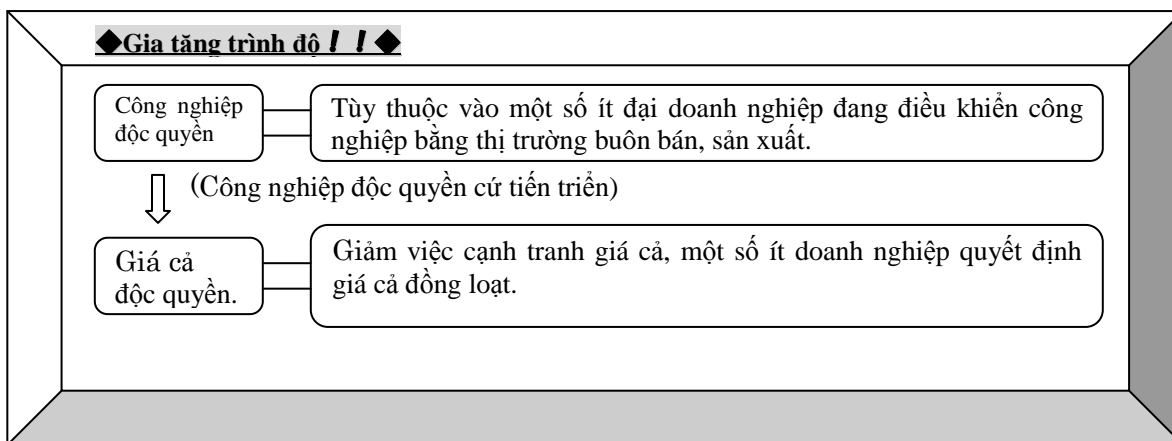 ◆Gia tăng trình độ！！◆
Công nghiệp
độc quyền
Tùy thuộc vào một số ít đại doanh nghiệp đang điều khiển công
nghiệp bằng thị trường buôn bán, sản xuất.
(Công nghiệp độc quyền cứ tiến triển)
Giá cả
độc quyền.
Giảm việc cạnh tranh giá cả, một số ít doanh nghiệp quyết định
giá cả đồng loạt.